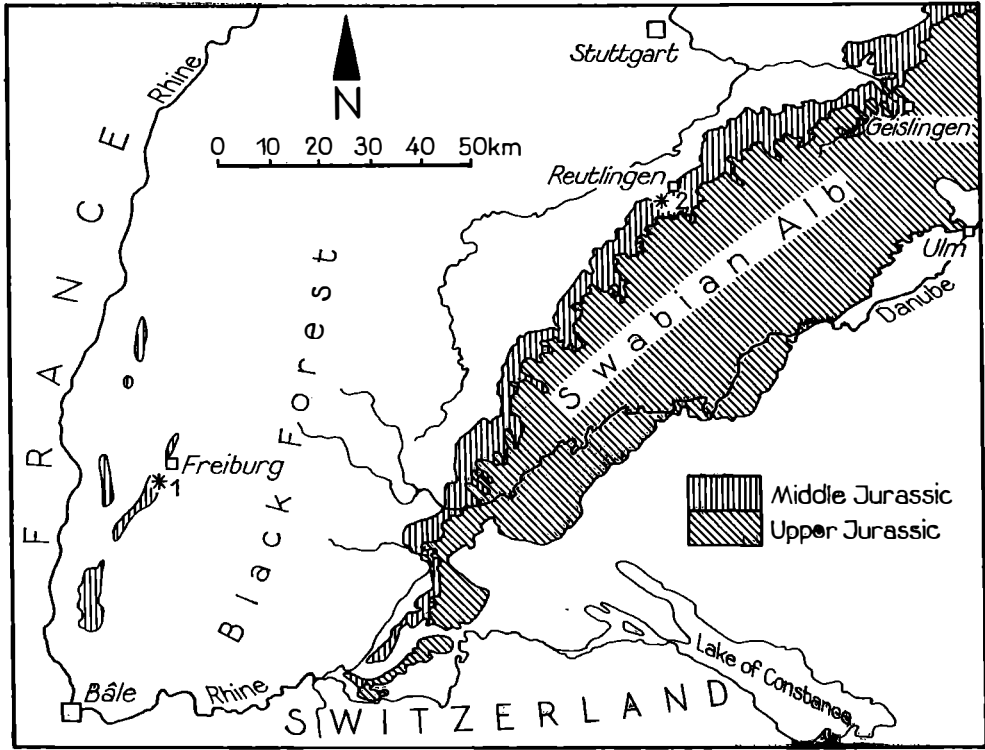 Rhine
Stuttgart
N
0 10 20 30 40 50km
Geislingen
Reutlingen
*2
Swabian Alb
Ulm
Danube
FRANCE
Black Forest
Freiburg
*1
Middle Jurassic
Upper Jurassic
Lake of Constance
Bâle
Rhine
SWITZERLAND